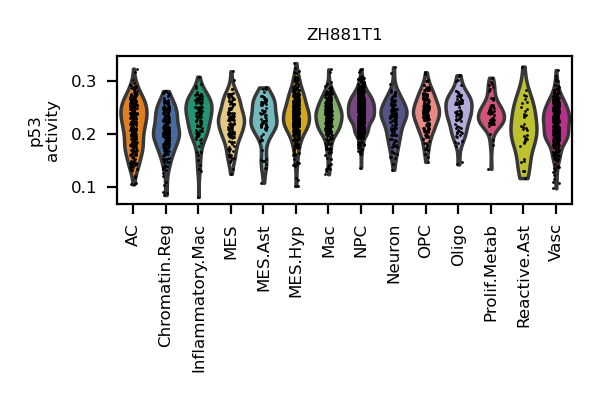 ZH881T1
p53
activity
0.3
0.2
0.1
AC
Chromatin.Reg
Inflammatory.Mac
MES
MES.Ast
MES.Hyp
Mac
NPC
Neuron
OPC
Oligo
Prolif.Metab
Reactive.Ast
Vasc